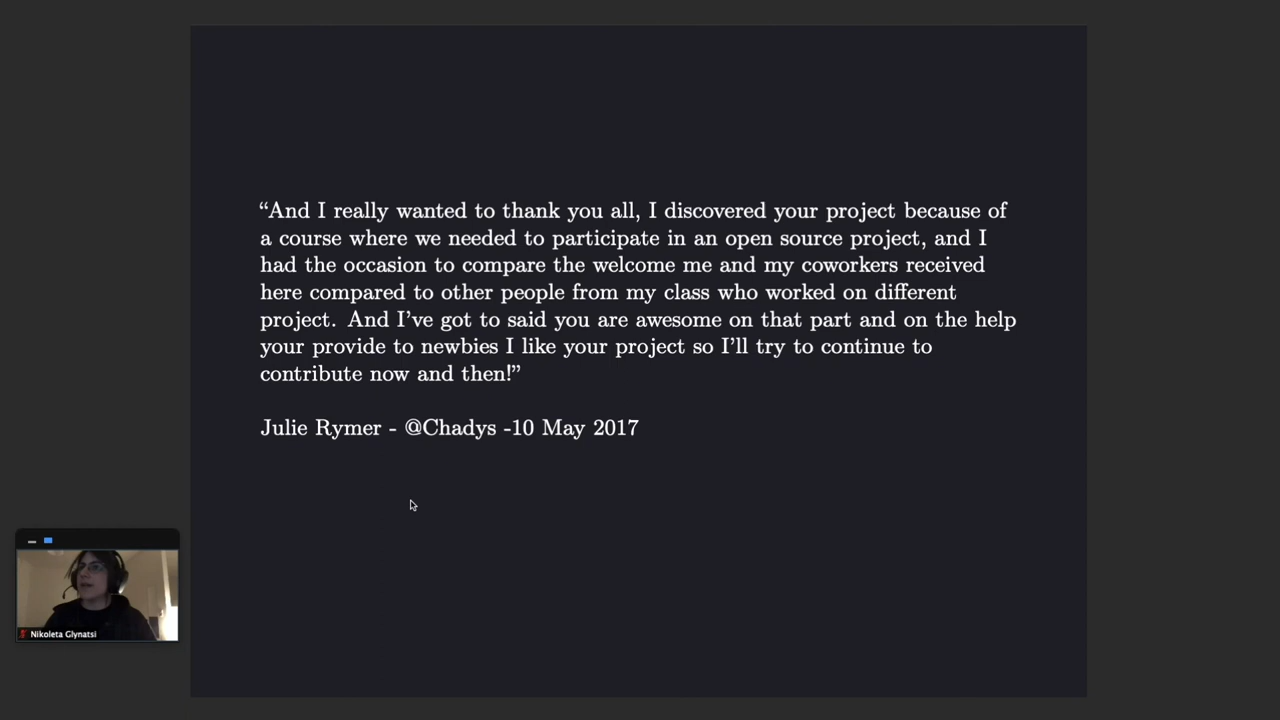 “And I really wanted to thank you all, I discovered your project because of
a course where we needed to participate in an open source project, and I
had the occasion to compare the welcome me and my coworkers received
here compared to other people from my class who worked on different
project. And I’ve got to said you are awesome on that part and on the help
your provide to newbies I like your project so I’ll try to continue to
contribute now and then!”
Julie Rymer - @Chadys -10 May 2017
Nikoleta Glynatsi